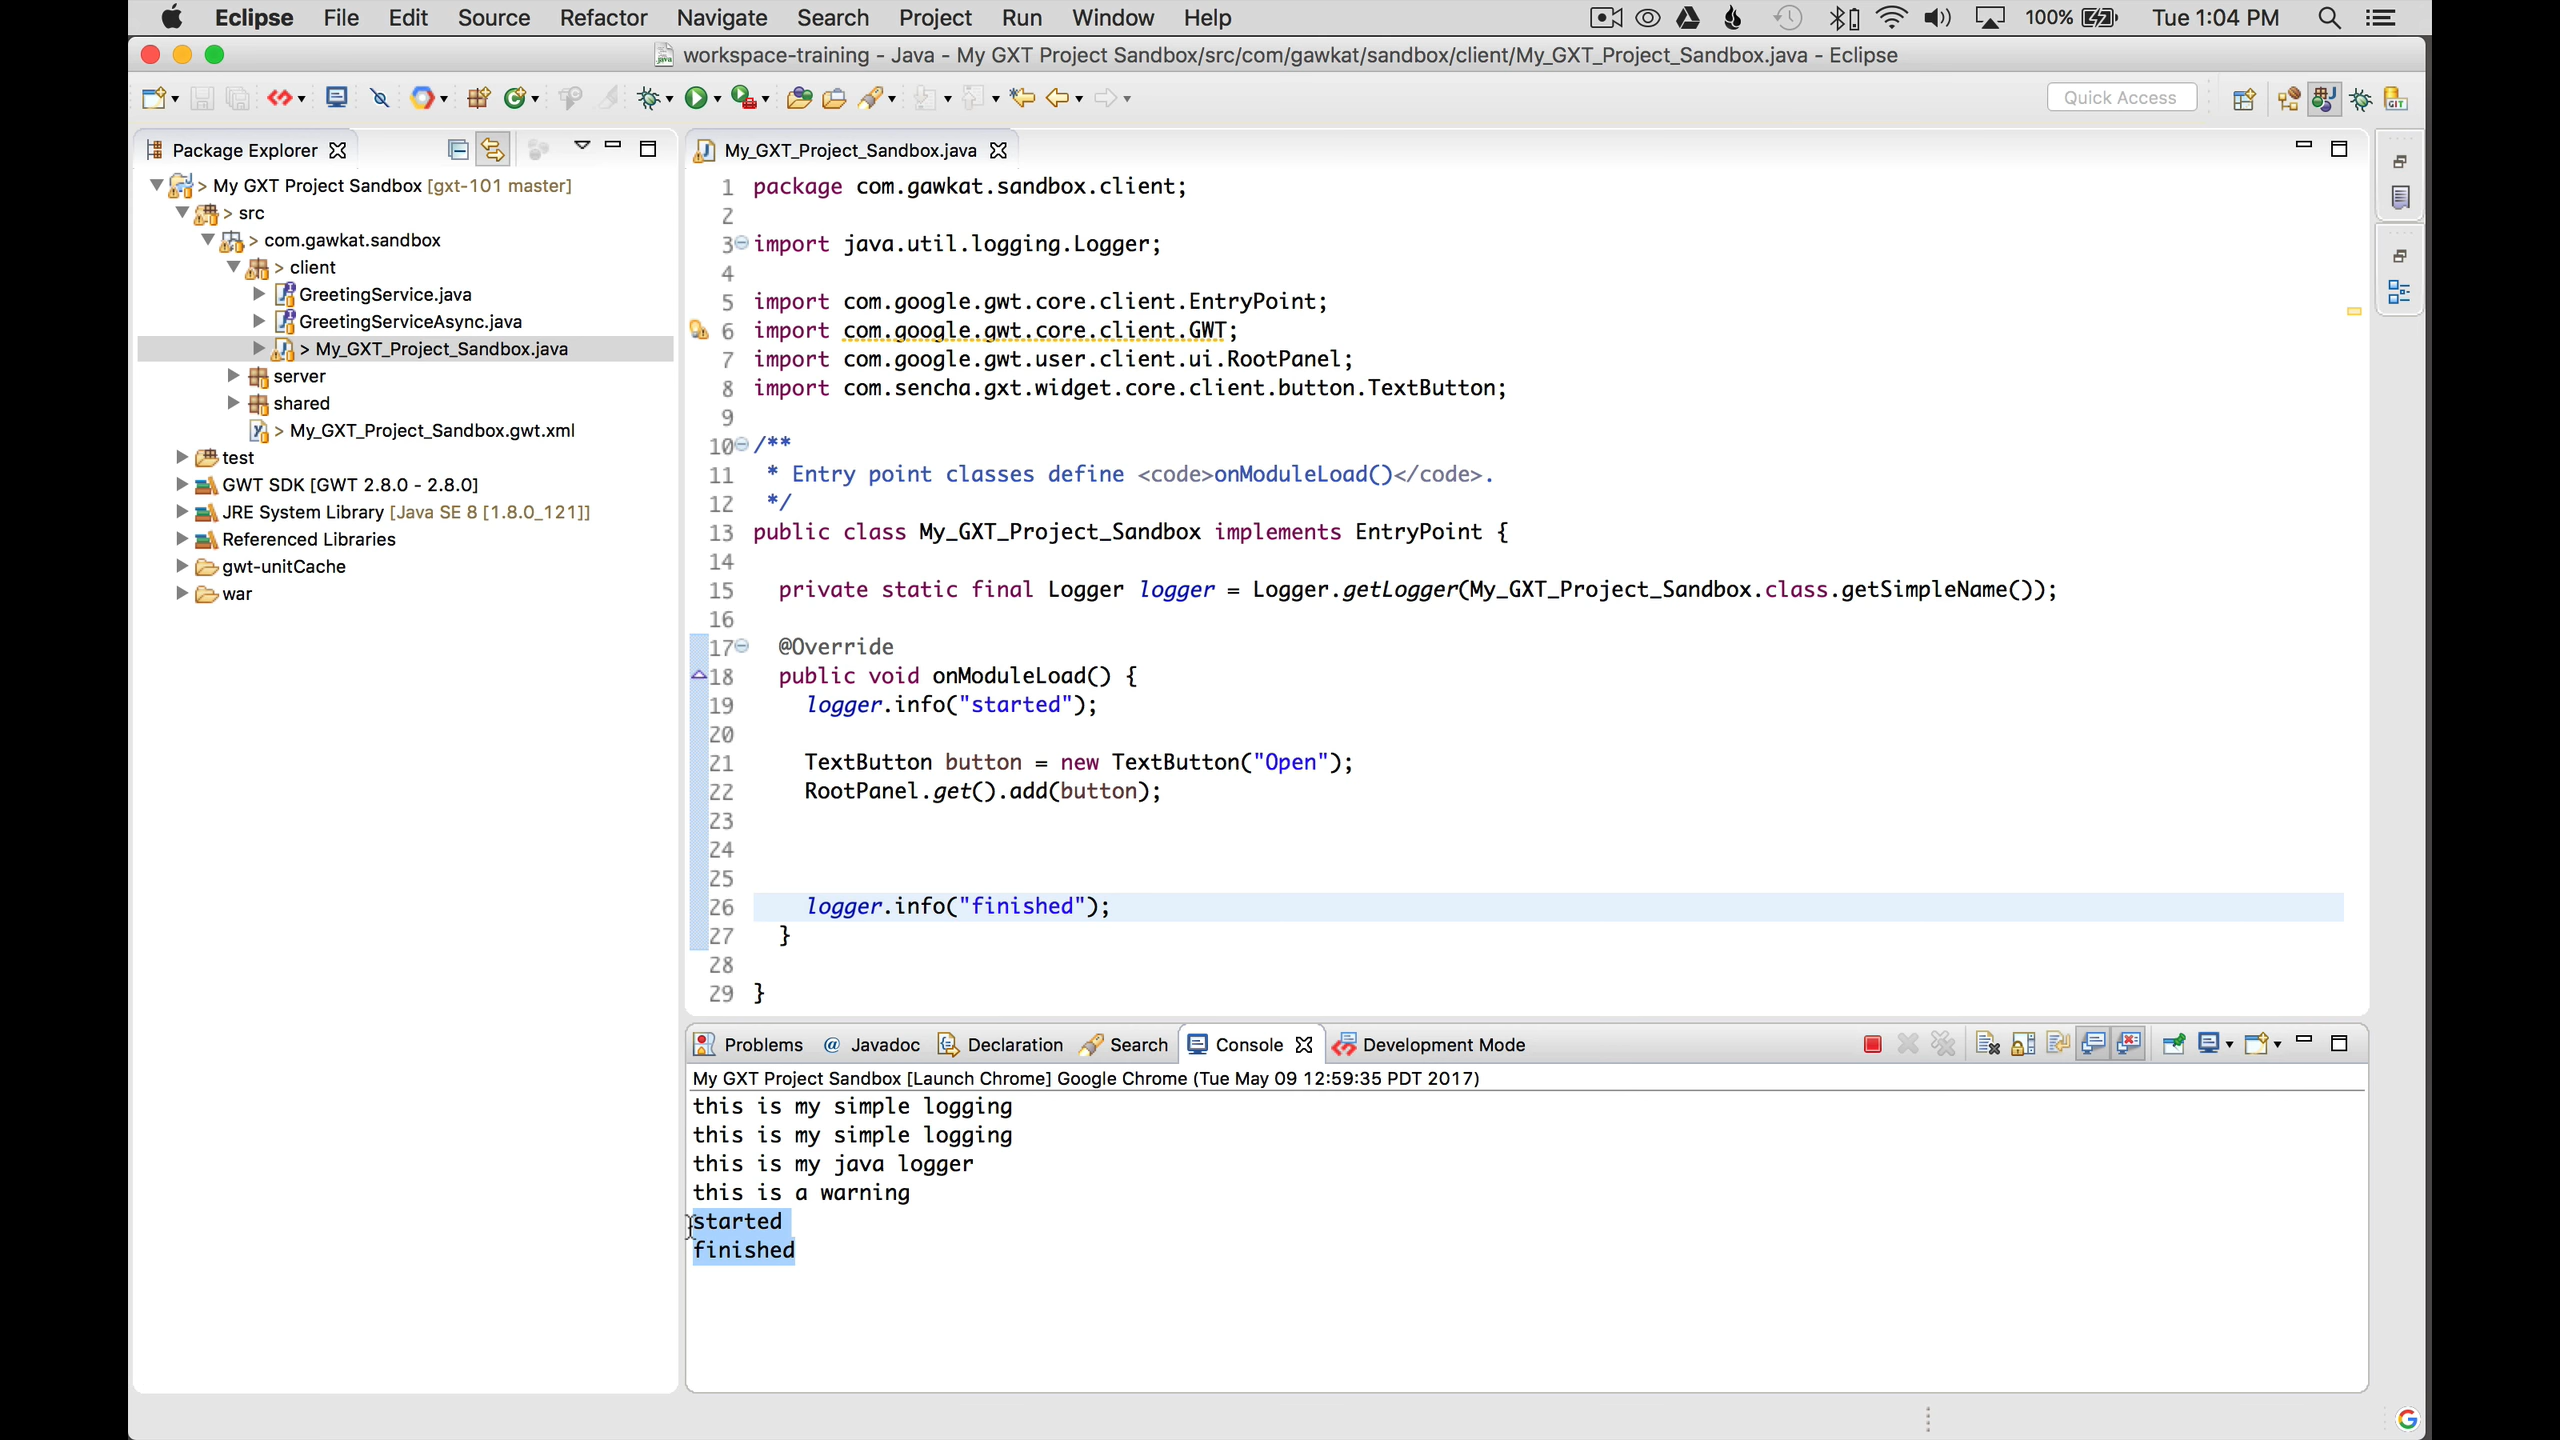 Eclipse File Edit Source Refactor Navigate Search Project Run Window Help 100% Tue 1:04 PM
workspace-training - Java - My GXT Project Sandbox/src/com/gawkat/sandbox/client/My_GXT_Project_Sandbox.java - Eclipse
Quick Access
Package Explorer
> My GXT Project Sandbox [gxt-101 master]
> src
> com.gawkat.sandbox
> client
GreetingService.java
GreetingServiceAsync.java
> My_GXT_Project_Sandbox.java
server
shared
> My_GXT_Project_Sandbox.gwt.xml
test
GWT SDK [GWT 2.8.0 - 2.8.0]
JRE System Library [Java SE 8 [1.8.0_121]]
Referenced Libraries
gwt-unitCache
war
My_GXT_Project_Sandbox.java
1 package com.gawkat.sandbox.client;
2
3 import java.util.logging.Logger;
4
5 import com.google.gwt.core.client.EntryPoint;
6 import com.google.gwt.core.client.GWT;
7 import com.google.gwt.user.client.ui.RootPanel;
8 import com.sencha.gxt.widget.core.client.button.TextButton;
9
10 /**
11 * Entry point classes define <code>onModuleLoad()</code>.
12 */
13 public class My_GXT_Project_Sandbox implements EntryPoint {
14
15 private static final Logger logger = Logger.getLogger(My_GXT_Project_Sandbox.class.getSimpleName());
16
17 @Override
18 public void onModuleLoad() {
19 logger.info("started");
20
21 TextButton button = new TextButton("Open");
22 RootPanel.get().add(button);
23
24
25
26 logger.info("finished");
27 }
28
29 }
Problems @ Javadoc Declaration Search Console Development Mode
My GXT Project Sandbox [Launch Chrome] Google Chrome (Tue May 09 12:59:35 PDT 2017)
this is my simple logging
this is my simple logging
this is my java logger
this is a warning
started
finished